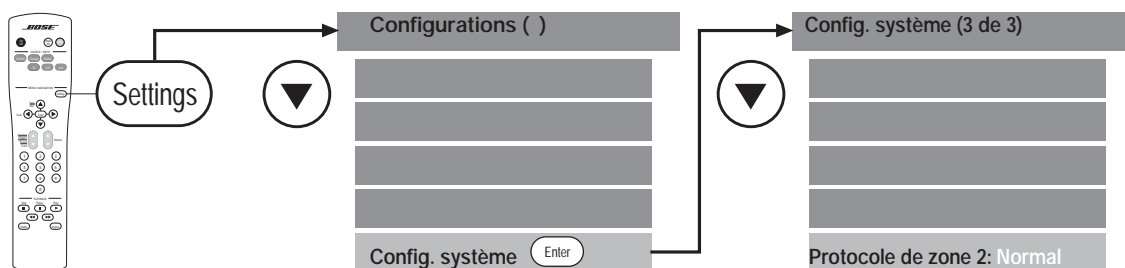 BOSE
Settings
Configurations ( )
Config. système
Enter
Config. système (3 de 3)
Protocole de zone 2: Normal